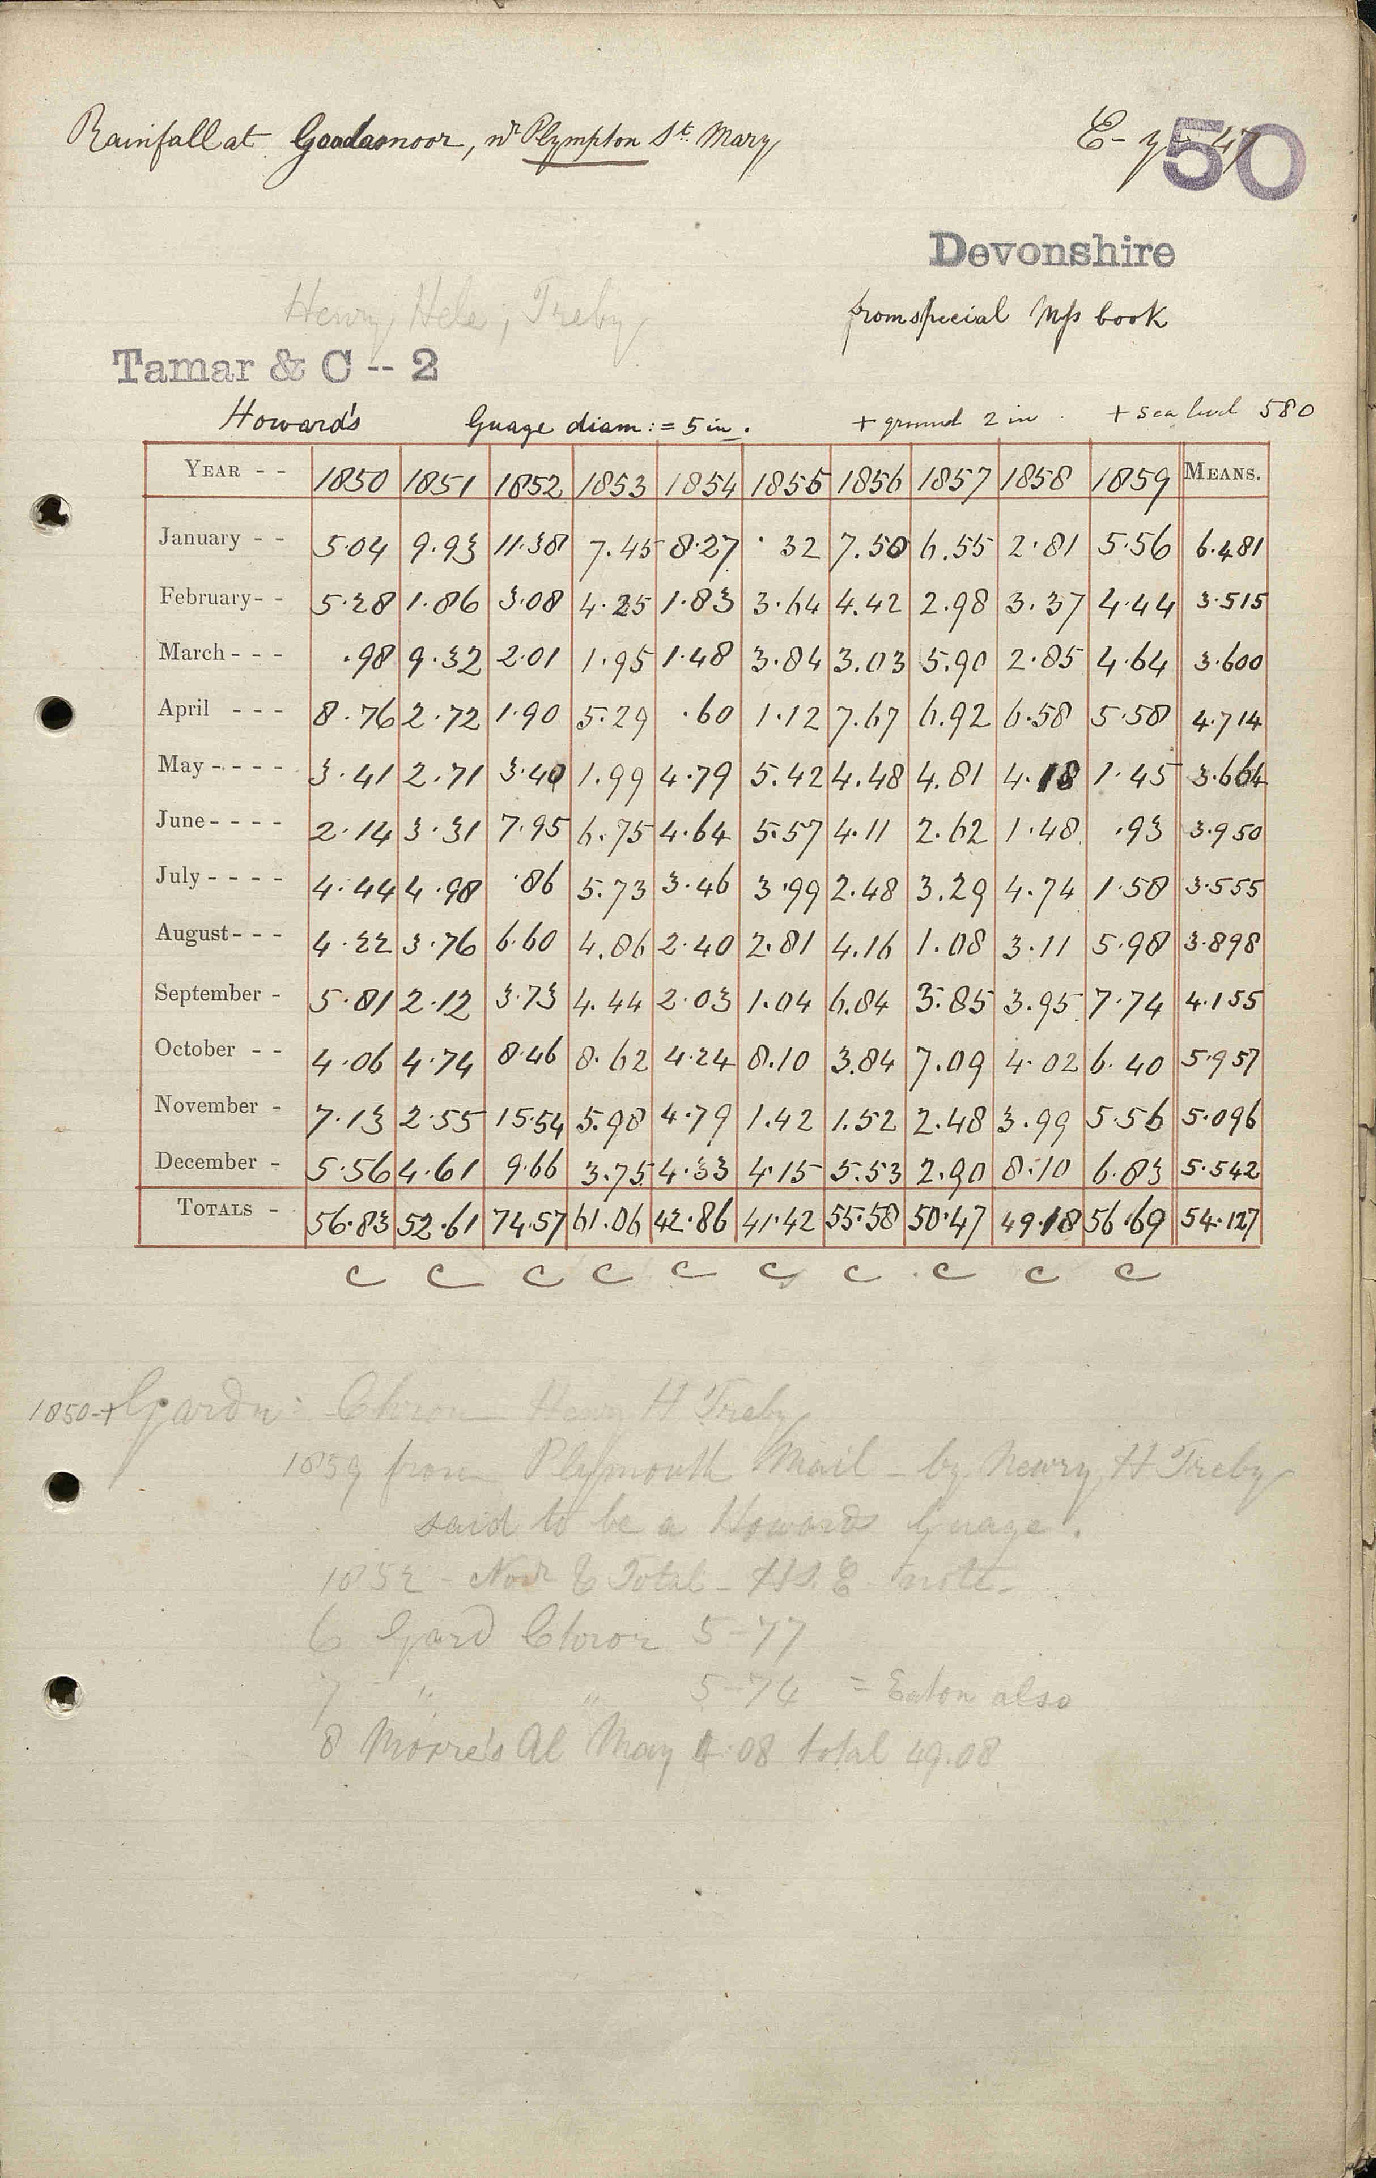 Rainfall at Goodamoor, nr Plympton St. Mary
50
Devonshire
from special Mss book
Henry Hele, Treby
Tamar & C -- 2
Howard's Guage diam: = 5 in. + ground 2 in + sea level 580
YEAR - - 1850 1851 1852 1853 1854 1855 1856 1857 1858 1859 MEANS.
January - - 5.04 9.93 11.38 7.45 8.27 .32 7.50 6.55 2.81 5.56 6.481
February - - 5.28 1.86 3.08 4.25 1.83 3.64 4.42 2.98 3.37 4.44 3.515
March - - - .98 9.32 2.01 1.95 1.48 3.84 3.03 5.90 2.85 4.64 3.600
April - - - 8.76 2.72 1.90 5.29 .60 1.12 7.67 6.92 6.58 5.58 4.714
May - - - - 3.41 2.71 3.40 1.99 4.79 5.42 4.48 4.81 4.18 1.45 3.664
June - - - - 2.14 3.31 7.95 6.75 4.64 5.57 4.11 2.62 1.48 .93 3.950
July - - - - 4.44 4.98 .86 5.73 3.46 3.99 2.48 3.29 4.74 1.58 3.555
August - - - 4.22 3.76 6.60 4.86 2.40 2.81 4.16 1.08 3.11 5.98 3.898
September - 5.81 2.12 3.73 4.44 2.03 1.04 6.84 3.85 3.95 7.74 4.155
October - - 4.06 4.74 8.46 8.62 4.24 8.10 3.84 7.09 4.02 6.40 5.957
November - 7.13 2.55 15.54 5.98 4.79 1.42 1.52 2.48 3.99 5.56 5.096
December - 5.56 4.61 9.66 3.75 4.33 4.15 5.53 2.90 8.10 6.83 5.542
TOTALS - 56.83 52.61 74.57 61.06 42.86 41.42 55.58 50.47 49.18 56.69 54.127
c c c c c c c c c c
1850 + Gardn: Chron Henry H Treby
1859 from Plymouth Mail - by Henry H Treby
said to be a Howards Guage.
1852 - Novr & Total - note
6 Gard Chron 5-77
7 " " 5-74 = Eaton also
8 Moore's Al May 4.08 total 49.08